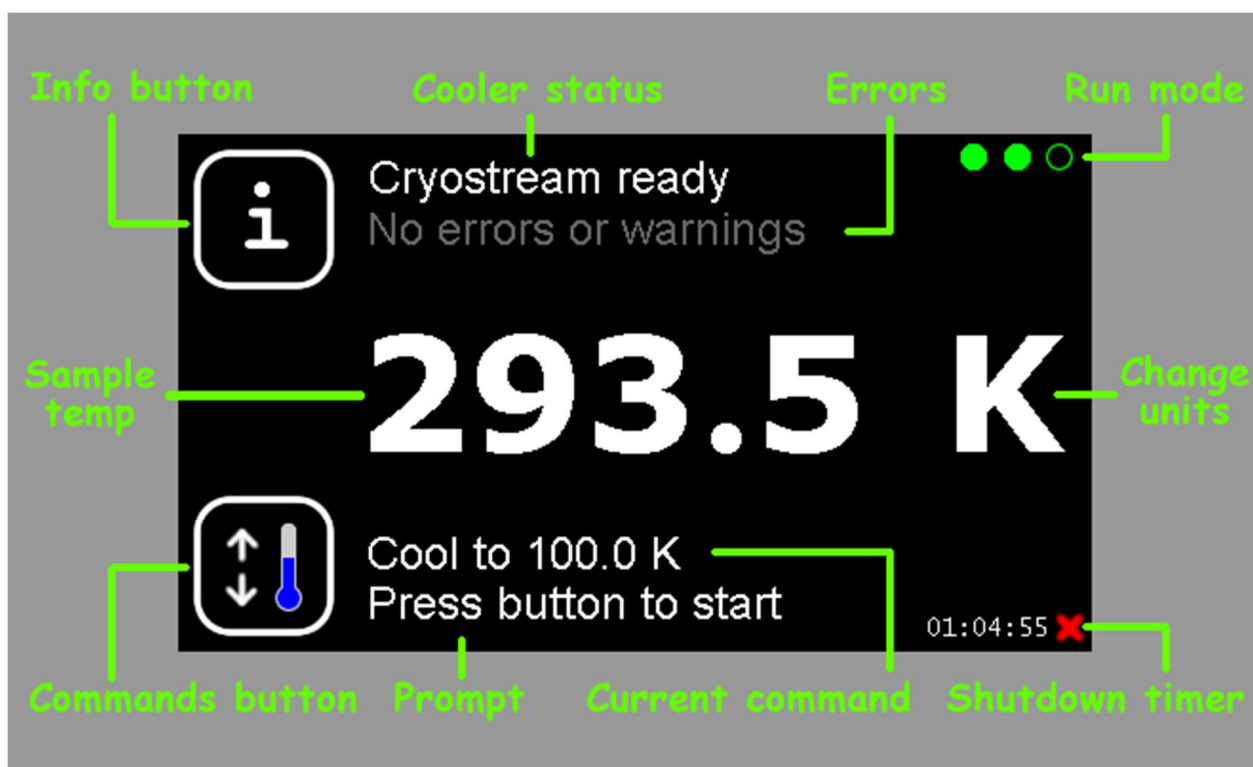 Info button
Cooler status
Errors
Run mode
i
Cryostream ready
No errors or warnings
Sample
temp
293.5 K
Change
units
Cool to 100.0 K
Press button to start
01:04:55
Commands button
Prompt
Current command
Shutdown timer